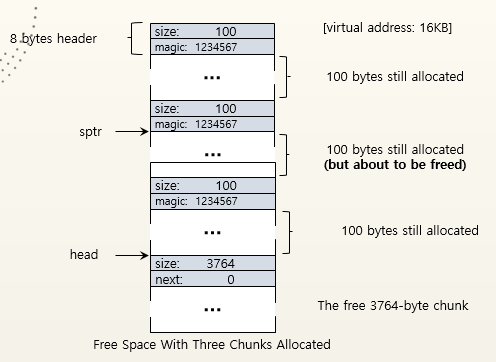 size: 100
[virtual address: 16KB]
8 bytes header
magic: 1234567
...
100 bytes still allocated
size: 100
magic: 1234567
sptr
...
100 bytes still allocated
(but about to be freed)
size: 100
magic: 1234567
...
100 bytes still allocated
head
size: 3764
next: 0
...
The free 3764-byte chunk
Free Space With Three Chunks Allocated